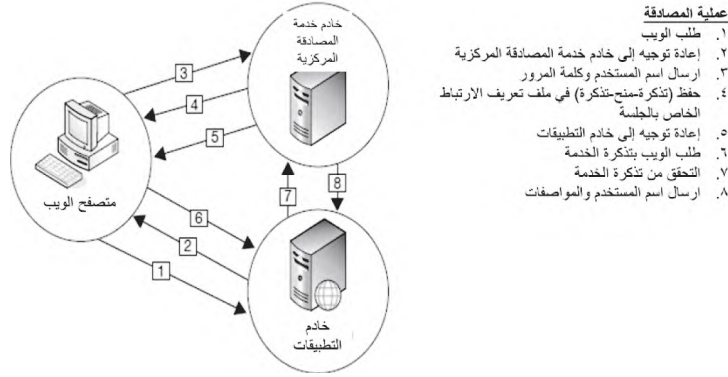 عملية المصادقة
١. طلب الويب
٢. إعادة توجيه إلى خادم خدمة المصادقة المركزية
٣. ارسال اسم المستخدم وكلمة المرور
٤. حفظ (تذكرة-منح-تذكرة) في ملف تعريف الارتباط
الخاص بالجلسة
٥. إعادة توجيه إلى خادم التطبيقات
٦. طلب الويب بتذكرة الخدمة
٧. التحقق من تذكرة الخدمة
٨. ارسال اسم المستخدم والمواصفات
خادم خدمة
المصادقة
المركزية
3
4
5
متصفح الويب
7
8
6
2
1
خادم
التطبيقات